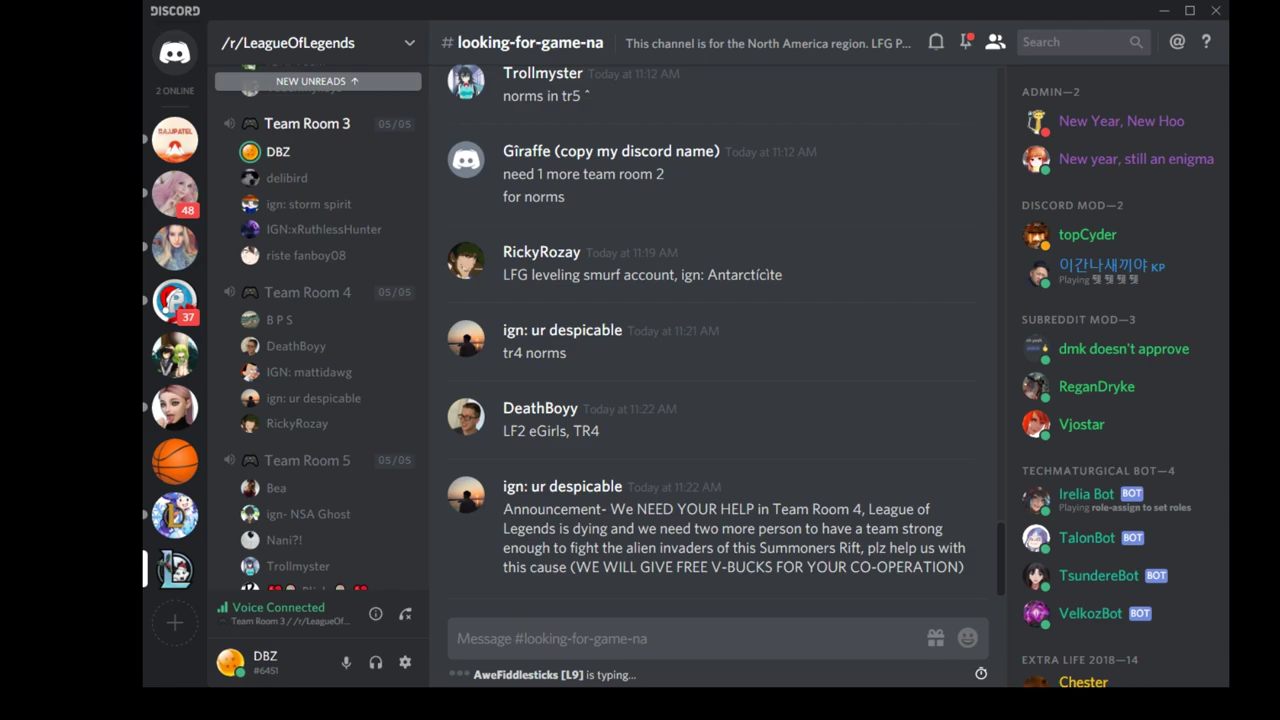 DISCORD
2 ONLINE
BAJJPATEL
48
37
/r/LeagueOfLegends
NEW UNREADS ↑
Team Room 3 05/05
DBZ
delibird
ign: storm spirit
IGN:xRuthlessHunter
riste fanboy08
Team Room 4 05/05
B P S
DeathBoyy
IGN: mattidawg
ign: ur despicable
RickyRozay
Team Room 5 05/05
Bea
ign- NSA Ghost
Nani?!
Trollmyster
Voice Connected
Team Room 3 / /r/LeagueOf...
DBZ
#6451
# looking-for-game-na
This channel is for the North America region. LFG P...
Search
Trollmyster Today at 11:12 AM
norms in tr5 ^
Giraffe (copy my discord name) Today at 11:12 AM
need 1 more team room 2
for norms
RickyRozay Today at 11:19 AM
LFG leveling smurf account, ign: Antarctícìte
ign: ur despicable Today at 11:21 AM
tr4 norms
DeathBoyy Today at 11:22 AM
LF2 eGirls, TR4
ign: ur despicable Today at 11:22 AM
Announcement- We NEED YOUR HELP in Team Room 4, League of
Legends is dying and we need two more person to have a team strong
enough to fight the alien invaders of this Summoners Rift, plz help us with
this cause (WE WILL GIVE FREE V-BUCKS FOR YOUR CO-OPERATION)
Message #looking-for-game-na
AweFiddlesticks [L9] is typing...
ADMIN—2
New Year, New Hoo
New year, still an enigma
DISCORD MOD—2
topCyder
이간나새끼야 KP
Playing 퉺 퉺 퉺 퉺
SUBREDDIT MOD—3
dmk doesn't approve
ReganDryke
Vjostar
TECHMATURGICAL BOT—4
Irelia Bot BOT
Playing role-assign to set roles
TalonBot BOT
TsundereBot BOT
VelkozBot BOT
EXTRA LIFE 2018—14
Chester